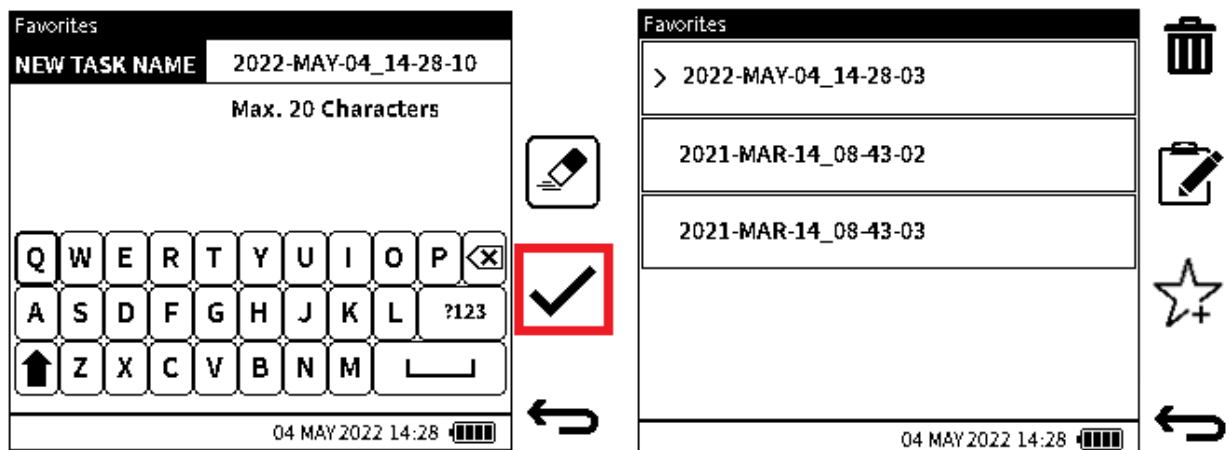 Favorites
NEW TASK NAME 2022-MAY-04_14-28-10
Max. 20 Characters
Q W E R T Y U I O P
A S D F G H J K L ?123
Z X C V B N M
04 MAY 2022 14:28
Favorites
> 2022-MAY-04_14-28-03
2021-MAR-14_08-43-02
2021-MAR-14_08-43-03
04 MAY 2022 14:28